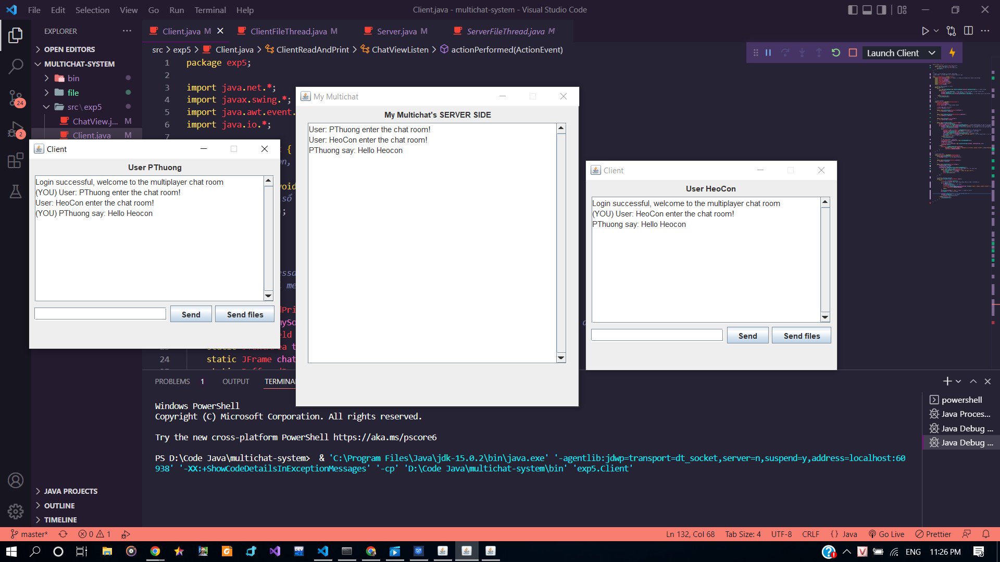 File Edit Selection View Go Run Terminal Help
Client.java - multichat-system - Visual Studio Code
EXPLORER
OPEN EDITORS
MULTICHAT-SYSTEM
bin
file
src\exp5
ChatView.j... M
Client.java M
24
2
JAVA PROJECTS
OUTLINE
TIMELINE
Client.java M
ClientFileThread.java M
Server.java M
ServerFileThread.java M
src > exp5 > Client.java > ClientReadAndPrint > ChatViewListen > actionPerformed(ActionEvent)
Launch Client
1 package exp5;
2
3 import java.net.*;
4 import javax.swing.*;
5 import java.awt.event.
6 import java.io.*;
7
24 static JFrame chat
Client
User PThuong
Login successful, welcome to the multiplayer chat room
(YOU) User: PThuong enter the chat room!
User: HeoCon enter the chat room!
(YOU) PThuong say: Hello Heocon
Send
Send files
My Multichat
My Multichat's SERVER SIDE
User: PThuong enter the chat room!
User: HeoCon enter the chat room!
PThuong say: Hello Heocon
Client
User HeoCon
Login successful, welcome to the multiplayer chat room
(YOU) User: HeoCon enter the chat room!
PThuong say: Hello Heocon
Send
Send files
PROBLEMS 1 OUTPUT TERMINA
Windows PowerShell
Copyright (C) Microsoft Corporation. All rights reserved.
Try the new cross-platform PowerShell https://aka.ms/pscore6
PS D:\Code Java\multichat-system> & 'C:\Program Files\Java\jdk-15.0.2\bin\java.exe' '-agentlib:jdwp=transport=dt_socket,server=n,suspend=y,address=localhost:60
938' '-XX:+ShowCodeDetailsInExceptionMessages' '-cp' 'D:\Code Java\multichat-system\bin' 'exp5.Client'
powershell
Java Proces...
Java Debug ...
Java Debug ...
master* 0 1
Ln 132, Col 68 Tab Size: 4 UTF-8 CRLF {} Java Go Live Prettier
DEV
ENG 11:26 PM